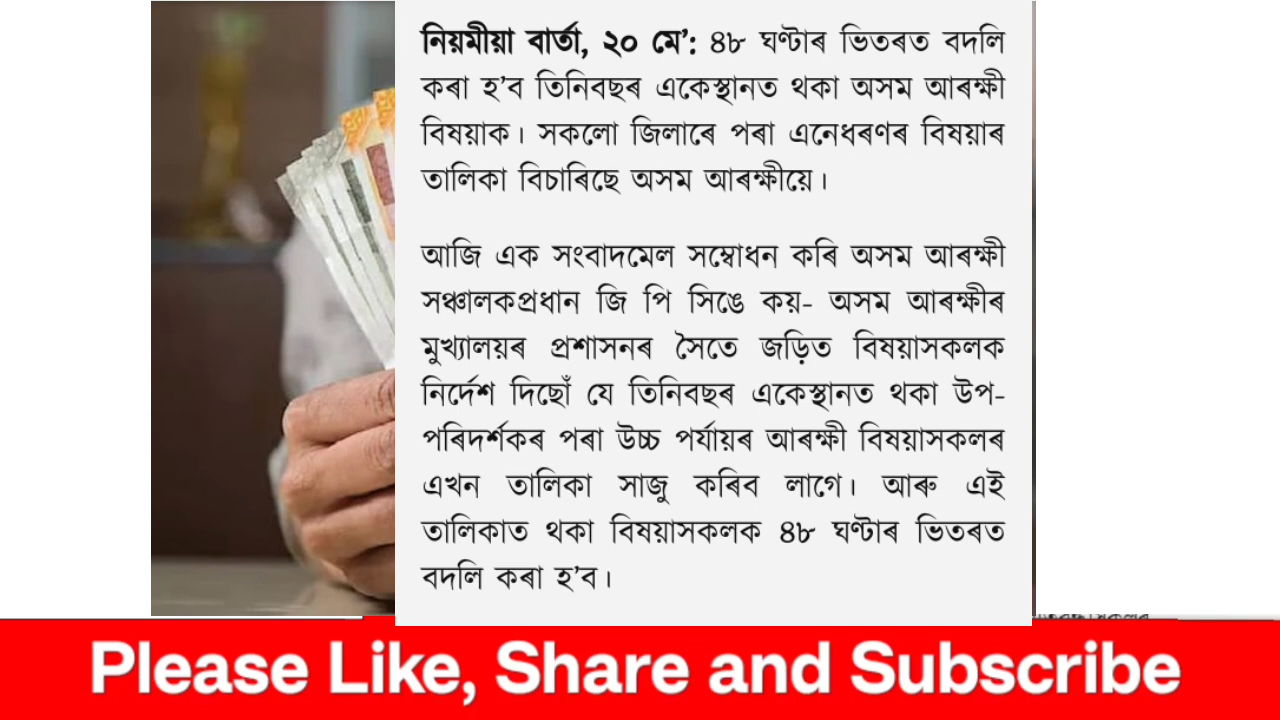 নিয়মীয়া বাৰ্তা, ২০ মে’: ৪৮ ঘণ্টাৰ ভিতৰত বদলি
কৰা হ’ব তিনিবছৰ একেস্থানত থকা অসম আৰক্ষী
বিষয়াক। সকলো জিলাৰে পৰা এনেধৰণৰ বিষয়াৰ
তালিকা বিচাৰিছে অসম আৰক্ষীয়ে।
আজি এক সংবাদমেল সম্বোধন কৰি অসম আৰক্ষী
সঞ্চালকপ্ৰধান জি পি সিঙে কয়- অসম আৰক্ষীৰ
মুখ্যালয়ৰ প্ৰশাসনৰ সৈতে জড়িত বিষয়াসকলক
নিৰ্দেশ দিছোঁ যে তিনিবছৰ একেস্থানত থকা উপ-
পৰিদৰ্শকৰ পৰা উচ্চ পৰ্যায়ৰ আৰক্ষী বিষয়াসকলৰ
এখন তালিকা সাজু কৰিব লাগে। আৰু এই
তালিকাত থকা বিষয়াসকলক ৪৮ ঘণ্টাৰ ভিতৰত
বদলি কৰা হ’ব।
Please Like, Share and Subscribe